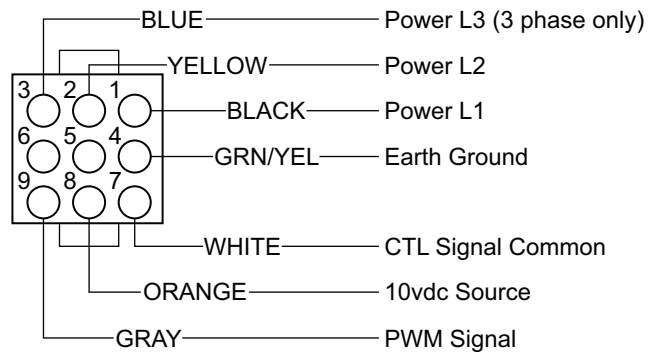 BLUE Power L3 (3 phase only)
YELLOW Power L2
3 2 1
BLACK Power L1
6 5 4
GRN/YEL Earth Ground
9 8 7
WHITE CTL Signal Common
ORANGE 10vdc Source
GRAY PWM Signal